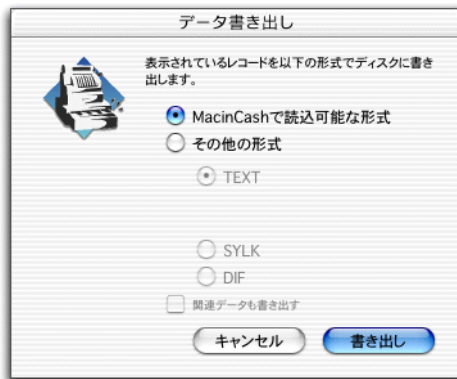 データ書き出し
表示されているレコードを以下の形式でディスクに書き
出します。
MacinCashで読込可能な形式
その他の形式
TEXT
SYLK
DIF
関連データも書き出す
キャンセル
書き出し